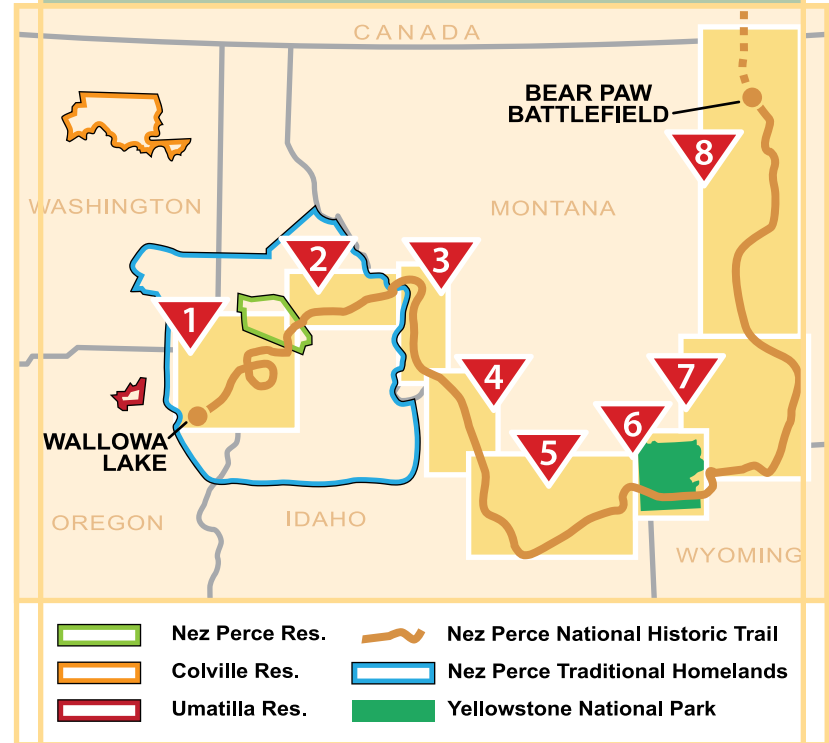 CANADA
BEAR PAW
BATTLEFIELD
8
WASHINGTON
MONTANA
2
3
1
4
7
6
5
WALLOWA
LAKE
OREGON
IDAHO
WYOMING
Nez Perce Res.
Nez Perce National Historic Trail
Colville Res.
Nez Perce Traditional Homelands
Umatilla Res.
Yellowstone National Park